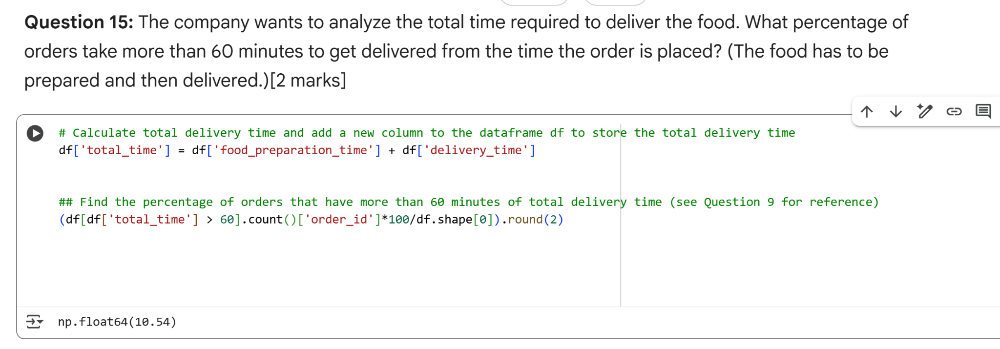 Question 15: The company wants to analyze the total time required to deliver the food. What percentage of
orders take more than 60 minutes to get delivered from the time the order is placed? (The food has to be
prepared and then delivered.)[2 marks]
# Calculate total delivery time and add a new column to the dataframe df to store the total delivery time
df['total_time'] = df['food_preparation_time'] + df['delivery_time']
## Find the percentage of orders that have more than 60 minutes of total delivery time (see Question 9 for reference)
(df[df['total_time'] > 60].count()['order_id']*100/df.shape[0]).round(2)
np.float64(10.54)